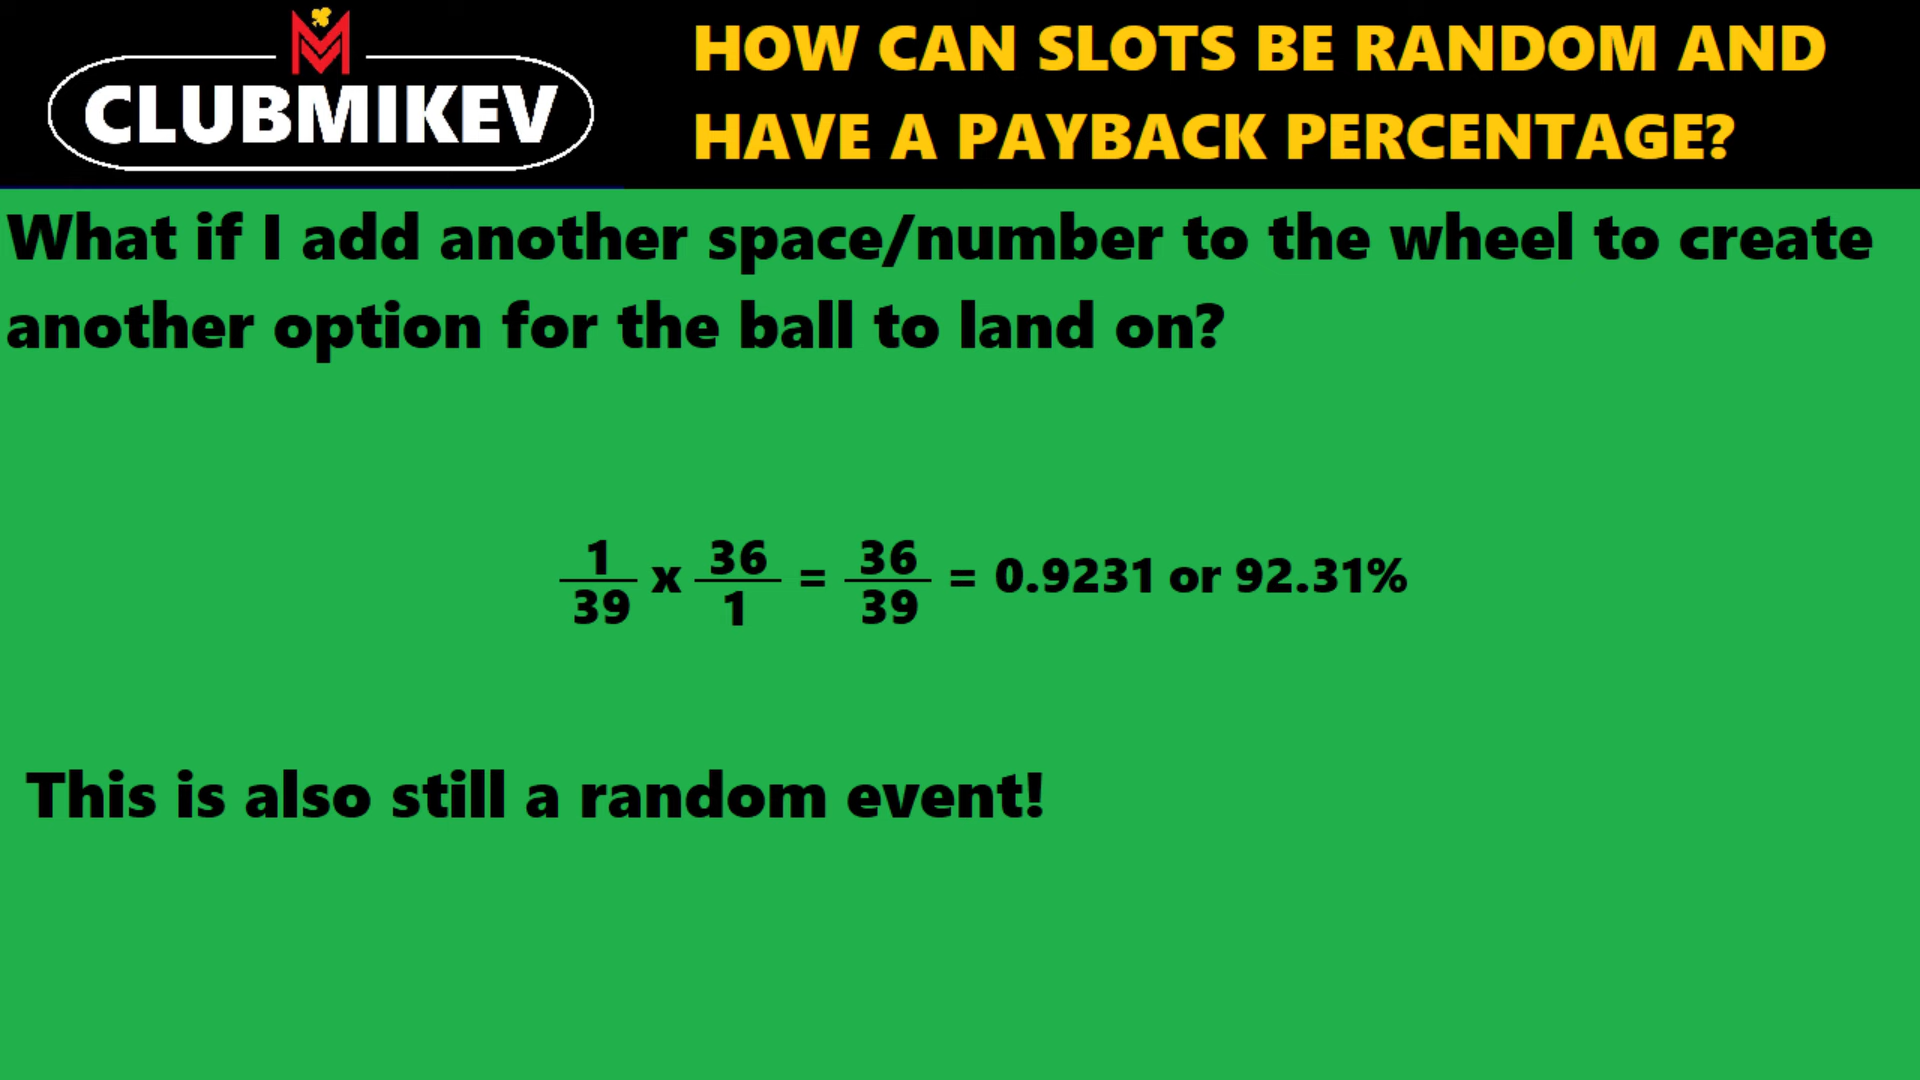 CLUBMIKEV
HOW CAN SLOTS BE RANDOM AND
HAVE A PAYBACK PERCENTAGE?
What if I add another space/number to the wheel to create
another option for the ball to land on?
1/39 x 36/1 = 36/39 = 0.9231 or 92.31%
This is also still a random event!